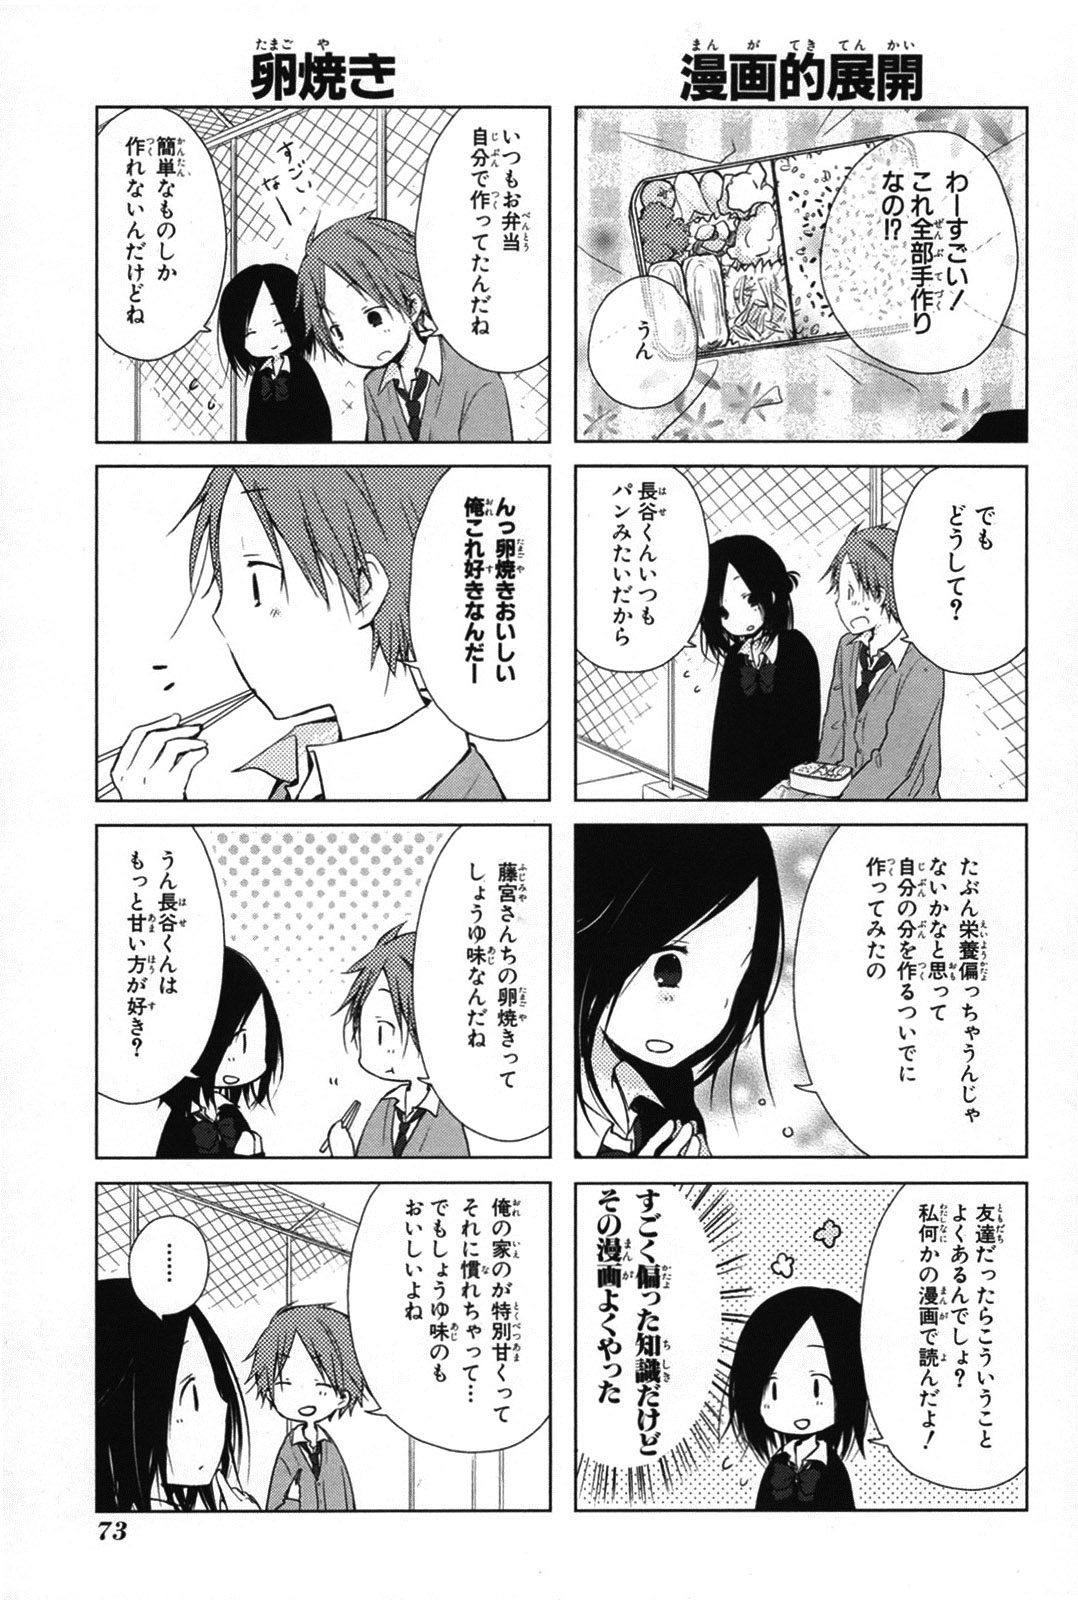 漫画的展開
わーすごい!
これ全部手作り
なの!?
うん
でも
どうして?
長谷くんいつも
パンみたいだから
たぶん栄養偏っちゃうんじゃ
ないかなと思って
自分の分を作るついでに
作ってみたの
友達だったらこういうこと
よくあるんでしょ?
私何かの漫画で読んだよ!
すごく偏った知識だけど
その漫画よくやった
卵焼き
いつもお弁当
自分で作ってたんだね
すごい
なー
簡単なものしか
作れないんだけどね
んっ卵焼きおいしい
俺これ好きなんだー
藤宮さんちの卵焼きって
しょうゆ味なんだね
うん長谷くんは
もっと甘い方が好き?
俺の家のが特別甘くって
それに慣れちゃって…
でもしょうゆ味のも
おいしいよね
……
73